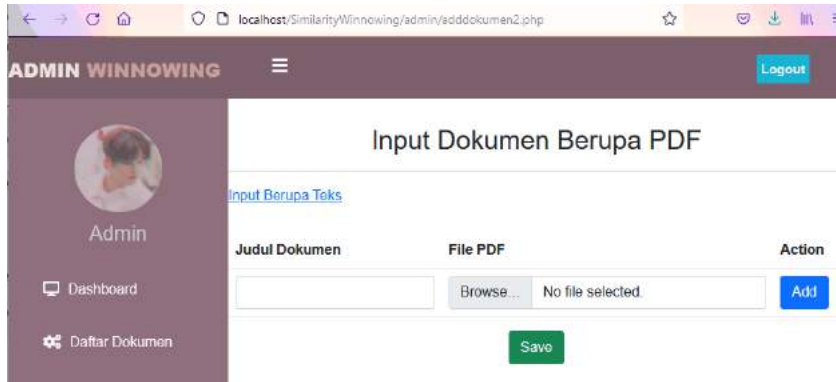 localhost/SimilarityWinnowing/admin/adddokumen2.php
ADMIN WINNOWING
Logout
Input Dokumen Berupa PDF
Input Berupa Teks
Admin
Judul Dokumen File PDF Action
Dashboard
Browse... No file selected. Add
Daftar Dokumen
Save